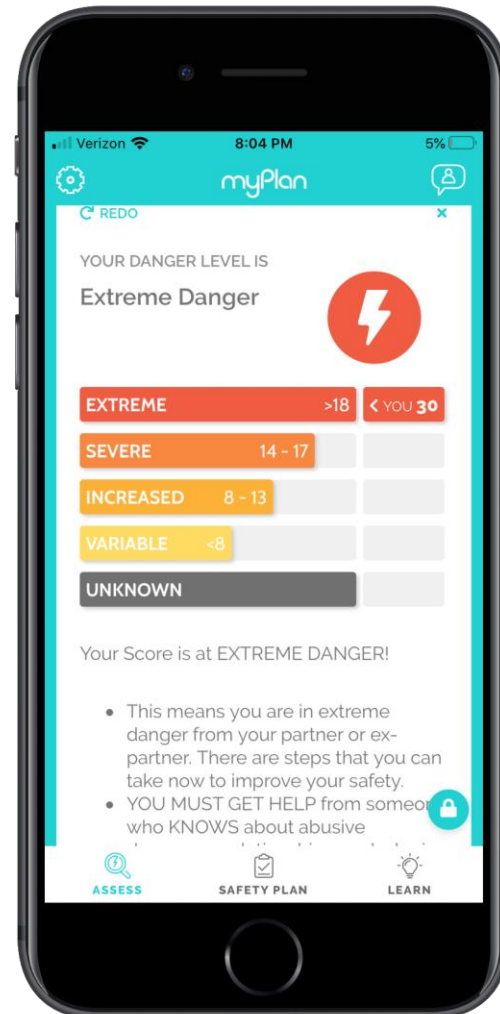 Verizon 8:04 PM 5%
myPlan
REDO ×
YOUR DANGER LEVEL IS
Extreme Danger
EXTREME >18 < YOU 30
SEVERE 14 - 17
INCREASED 8 - 13
VARIABLE <8
UNKNOWN
Your Score is at EXTREME DANGER!
• This means you are in extreme
danger from your partner or ex-
partner. There are steps that you can
take now to improve your safety.
• YOU MUST GET HELP from
who KNOWS about abusive
ASSESS SAFETY PLAN LEARN